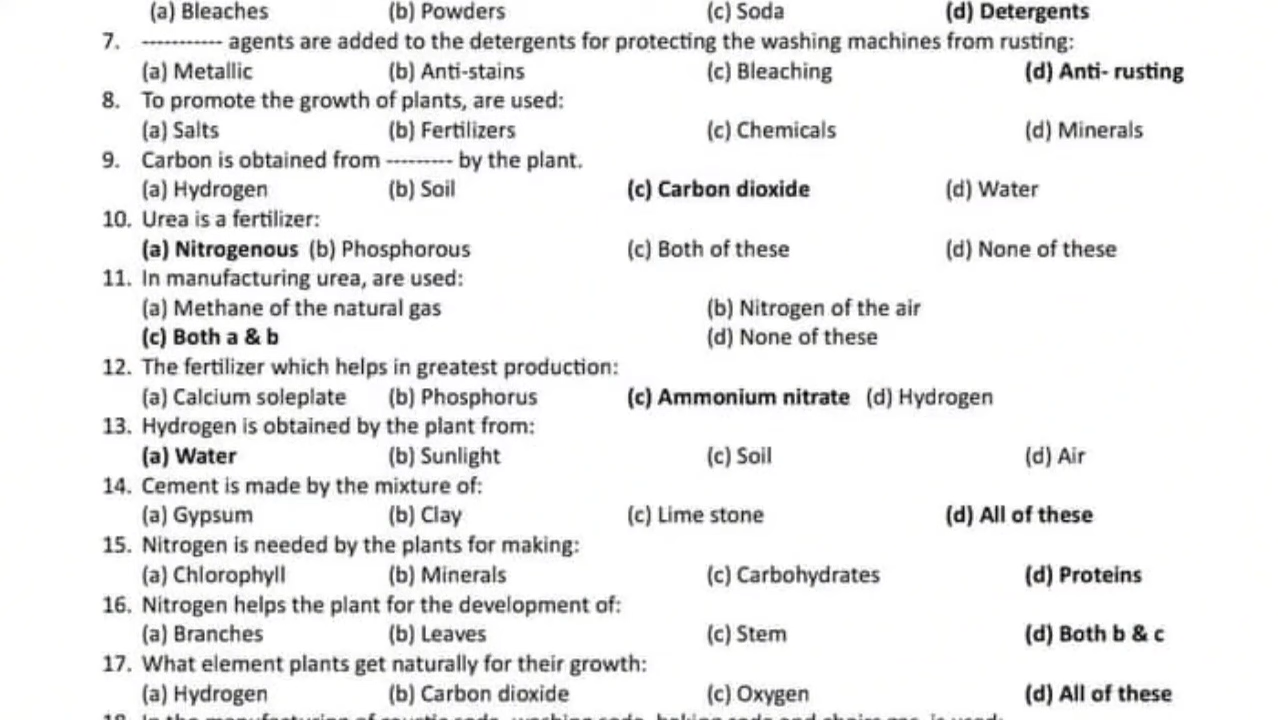 (a) Bleaches (b) Powders (c) Soda (d) Detergents
7. ----------- agents are added to the detergents for protecting the washing machines from rusting:
(a) Metallic (b) Anti-stains (c) Bleaching (d) Anti- rusting
8. To promote the growth of plants, are used:
(a) Salts (b) Fertilizers (c) Chemicals (d) Minerals
9. Carbon is obtained from --------- by the plant.
(a) Hydrogen (b) Soil (c) Carbon dioxide (d) Water
10. Urea is a fertilizer:
(a) Nitrogenous (b) Phosphorous (c) Both of these (d) None of these
11. In manufacturing urea, are used:
(a) Methane of the natural gas (b) Nitrogen of the air
(c) Both a & b (d) None of these
12. The fertilizer which helps in greatest production:
(a) Calcium soleplate (b) Phosphorus (c) Ammonium nitrate (d) Hydrogen
13. Hydrogen is obtained by the plant from:
(a) Water (b) Sunlight (c) Soil (d) Air
14. Cement is made by the mixture of:
(a) Gypsum (b) Clay (c) Lime stone (d) All of these
15. Nitrogen is needed by the plants for making:
(a) Chlorophyll (b) Minerals (c) Carbohydrates (d) Proteins
16. Nitrogen helps the plant for the development of:
(a) Branches (b) Leaves (c) Stem (d) Both b & c
17. What element plants get naturally for their growth:
(a) Hydrogen (b) Carbon dioxide (c) Oxygen (d) All of these